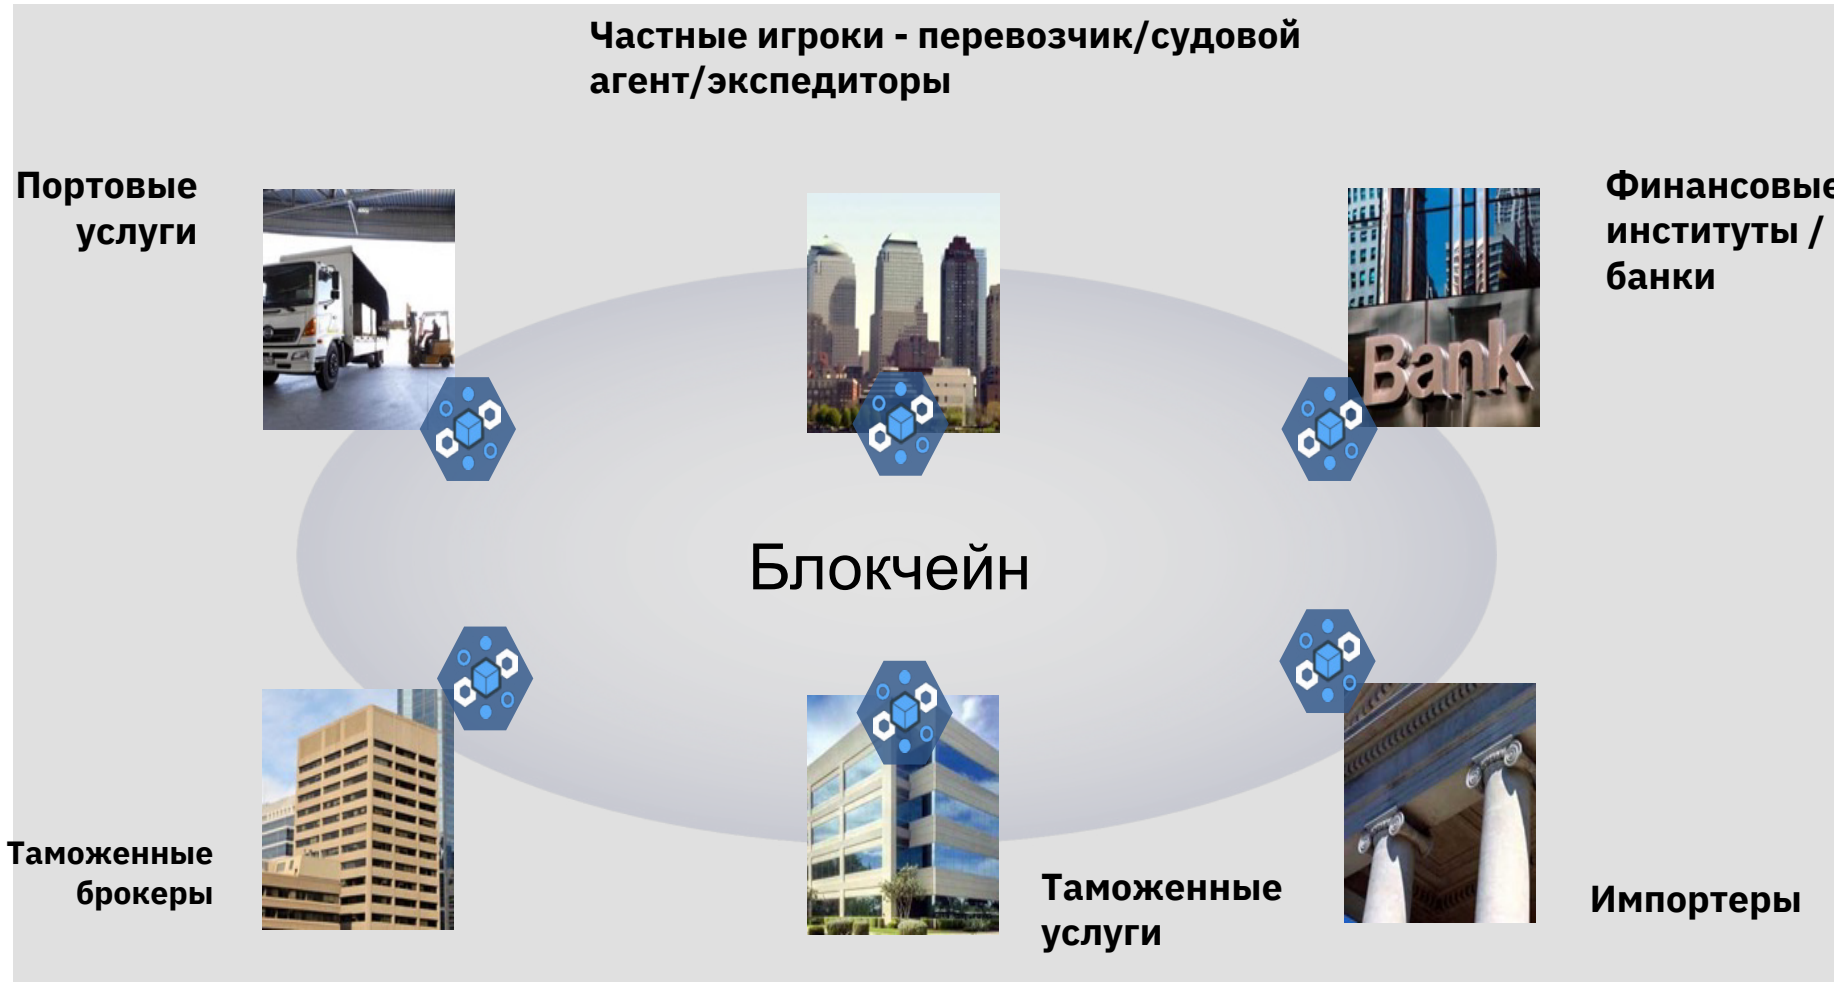 Частные игроки - перевозчик/судовой
агент/экспедиторы
Портовые
услуги
Финансовые
институты /
банки
Bank
Блокчейн
Таможенные
брокеры
Таможенные
услуги
Импортеры